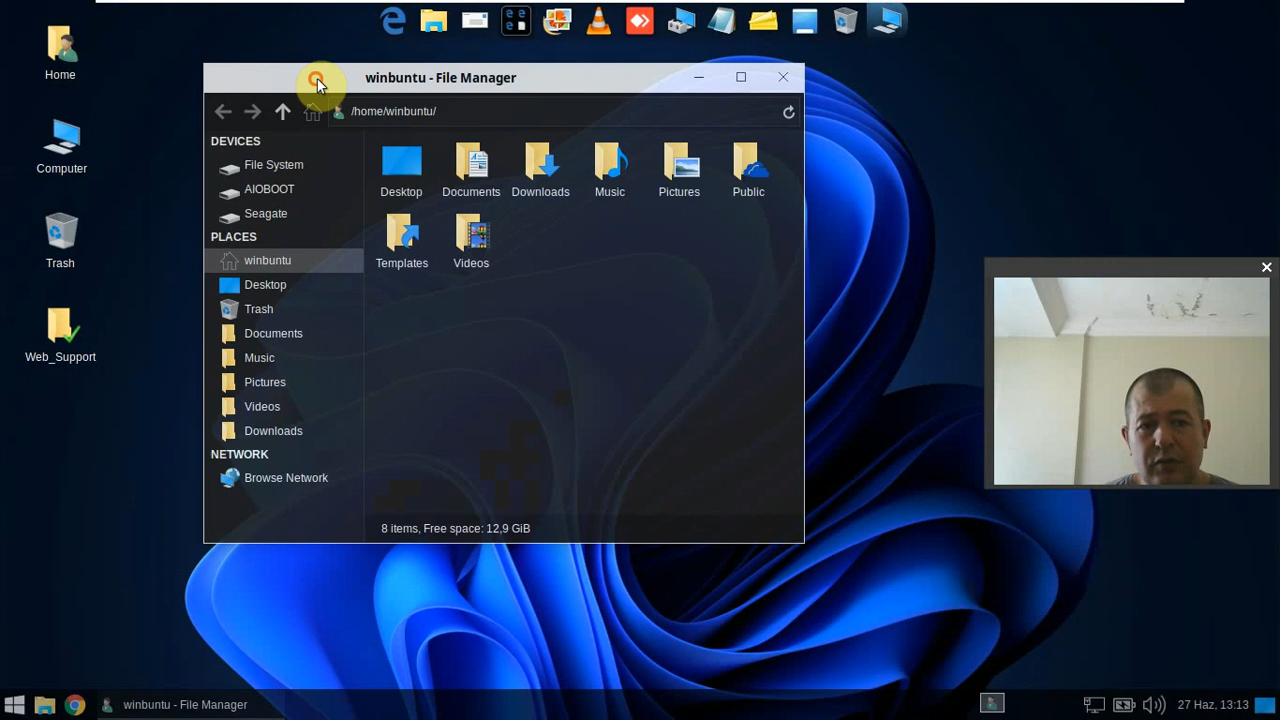 Home
Computer
Trash
Web_Support
winbuntu - File Manager
/home/winbuntu/
DEVICES
File System
AIOBOOT
Seagate
PLACES
winbuntu
Desktop
Trash
Documents
Music
Pictures
Videos
Downloads
NETWORK
Browse Network
Desktop
Documents
Downloads
Music
Pictures
Public
Templates
Videos
8 items, Free space: 12,9 GiB
winbuntu - File Manager
27 Haz, 13:13